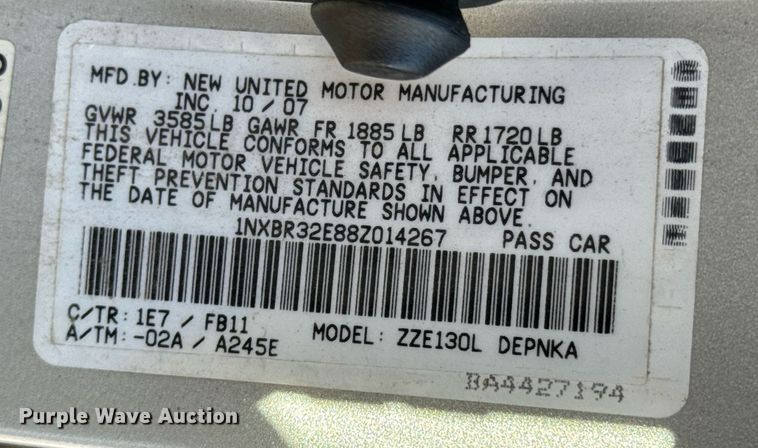 MFD.BY: NEW UNITED MOTOR MANUFACTURING
INC. 10 / 07
GVWR 3585LB GAWR FR 1885LB RR 1720LB
THIS VEHICLE CONFORMS TO ALL APPLICABLE
FEDERAL MOTOR VEHICLE SAFETY, BUMPER, AND
THEFT PREVENTION STANDARDS IN EFFECT ON
THE DATE OF MANUFACTURE SHOWN ABOVE.
1NXBR32E88Z014267 PASS CAR
C/TR: 1E7 / FB11
A/TM: -02A / A245E MODEL: ZZE130L DEPNKA
BA4427194
Purple Wave Auction